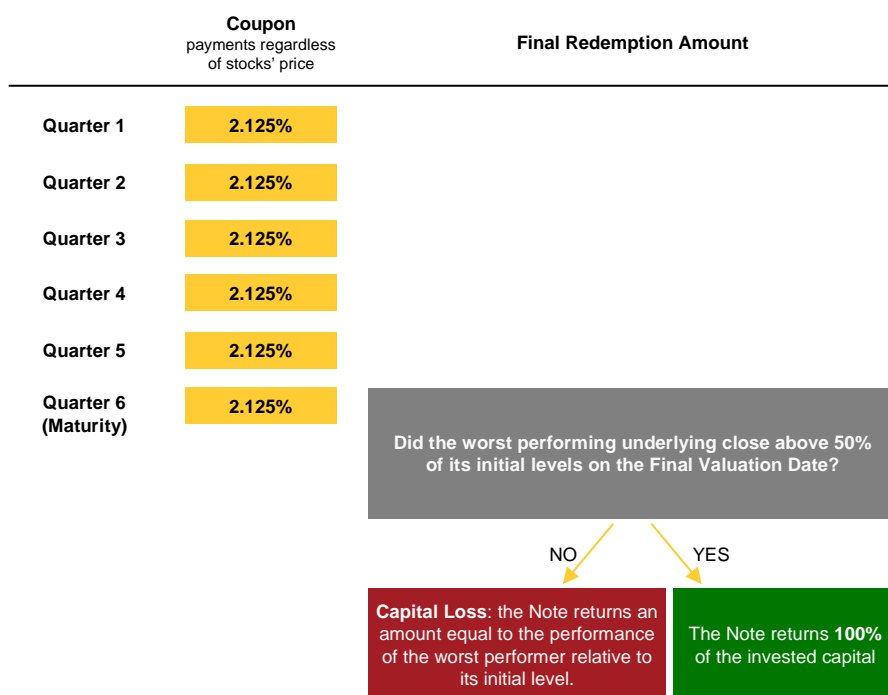 Coupon
payments regardless
of stocks' price
Final Redemption Amount
Quarter 1
2.125%
Quarter 2
2.125%
Quarter 3
2.125%
Quarter 4
2.125%
Quarter 5
2.125%
Quarter 6
(Maturity)
2.125%
Did the worst performing underlying close above 50%
of its initial levels on the Final Valuation Date?
NO
YES
Capital Loss: the Note returns an
amount equal to the performance
of the worst performer relative to
its initial level.
The Note returns 100%
of the invested capital